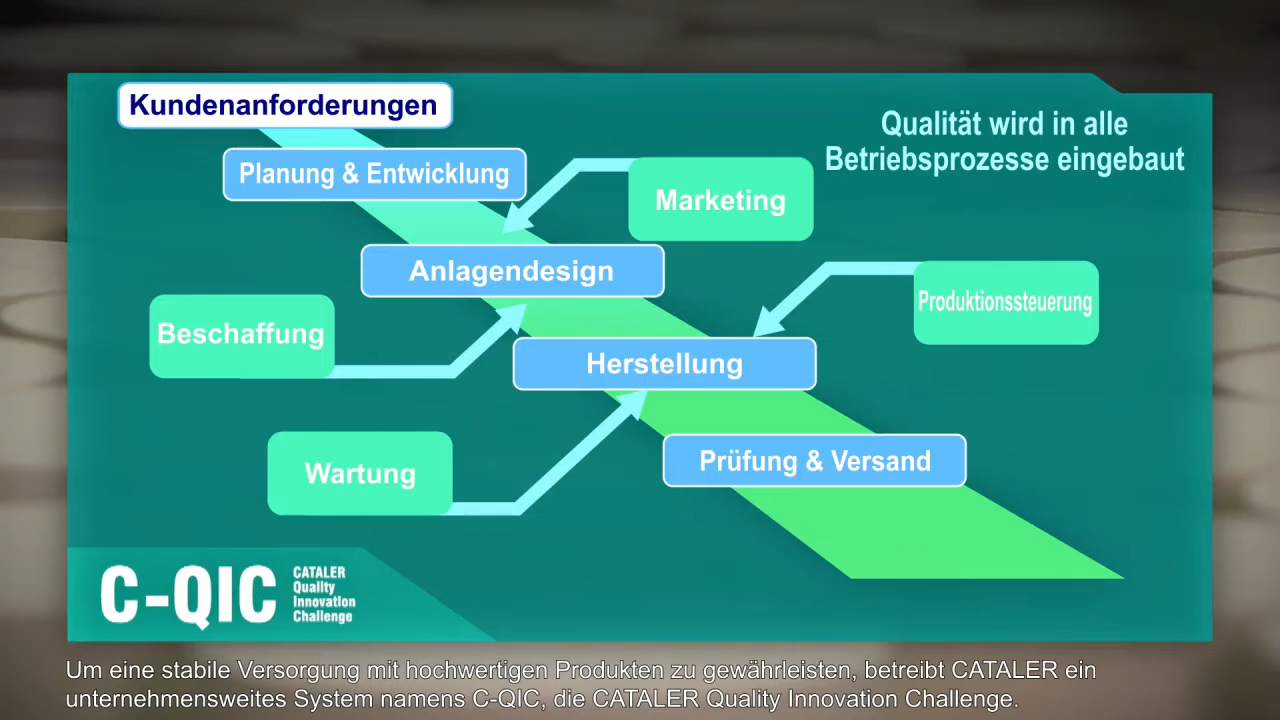 Kundenanforderungen
Qualität wird in alle
Betriebsprozesse eingebaut
Planung & Entwicklung
Marketing
Anlagendesign
Produktionssteuerung
Beschaffung
Herstellung
Wartung
Prüfung & Versand
C-QIC
CATALER
Quality
Innovation
Challenge
Um eine stabile Versorgung mit hochwertigen Produkten zu gewährleisten, betreibt CATALER ein
unternehmensweites System namens C-QIC, die CATALER Quality Innovation Challenge.